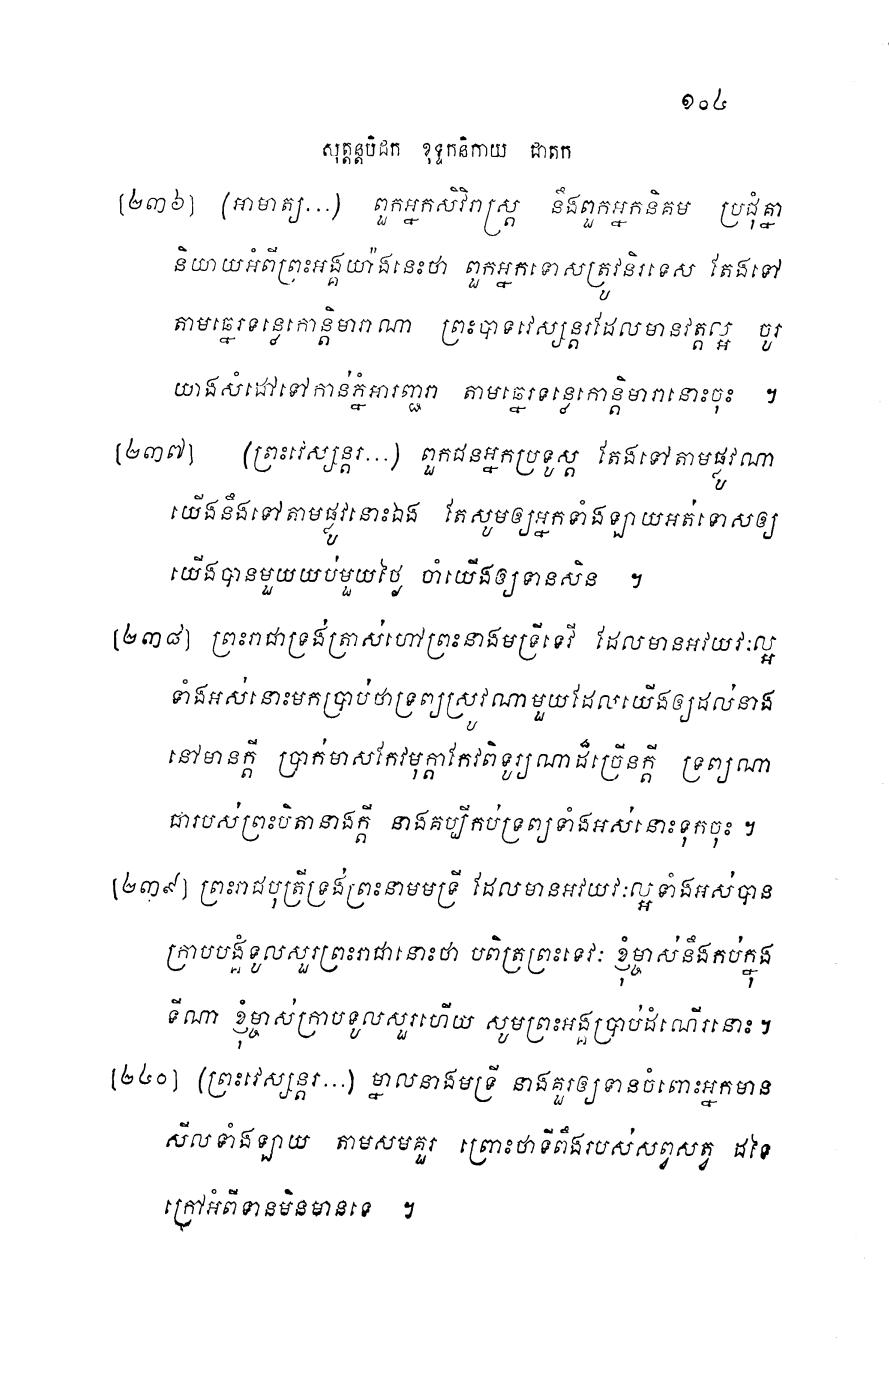 ១០៤
សុត្តន្តបិដក ខុទ្ទកនិកាយ ជាតក
[២៣៦] (អាមាត្យ...) ពួកអ្នកសិវិរាស្ត្រ នឹងពួកអ្នកនិគម ប្រជុំគ្នា
និយាយអំពីព្រះអង្គយ៉ាងនេះថា ពួកអ្នកទោសត្រូវនិរទេស តែងទៅ
តាមឆ្នេរទន្លេកោន្តិមារាណា ព្រះបាទវេស្សន្តរដែលមានវត្តល្អ ចូរ
យាងសំដៅទៅកាន់ភ្នំអារញ្ជរា តាមឆ្នេរទន្លេកោន្តិមារានោះចុះ ។
[២៣៧] (ព្រះវេស្សន្តរ...) ពួកជនអ្នកប្រទូស្ត តែងទៅតាមផ្លូវណា
យើងនឹងទៅតាមផ្លូវនោះឯង តែសូមឲ្យអ្នកទាំងឡាយអត់ទោសឲ្យ
យើងបានមួយយប់មួយថ្ងៃ ចាំយើងឲ្យទានសិន ។
[២៣៨] ព្រះរាជាទ្រង់ត្រាស់ហៅព្រះនាងមទ្រីទេវី ដែលមានអវយវៈល្អ
ទាំងអស់នោះមកប្រាប់ថាទ្រព្យស្រូវណាមួយដែលយើងឲ្យដល់នាង
នៅមានក្តី ប្រាក់មាសកែវមុក្តាកែវពិទូរ្យណាដ៏ច្រើនក្តី ទ្រព្យណា
ជារបស់ព្រះបិតានាងក្តី នាងគប្បីកប់ទ្រព្យទាំងអស់នោះទុកចុះ ។
[២៣៩] ព្រះរាជបុត្រីទ្រង់ព្រះនាមមទ្រី ដែលមានអវយវៈល្អទាំងអស់បាន
ក្រាបបង្គំទូលសួរព្រះរាជានោះថា បពិត្រព្រះទេវៈ ខ្ញុំម្ចាស់នឹងកប់ក្នុង
ទីណា ខ្ញុំម្ចាស់ក្រាបទូលសួរហើយ សូមព្រះអង្គប្រាប់ដំណើរនោះ ។
[២៤០] (ព្រះវេស្សន្តរ...) ម្នាលនាងមទ្រី នាងគួរឲ្យទានចំពោះអ្នកមាន
សីលទាំងឡាយ តាមសមគួរ ព្រោះថាទីពឹងរបស់សព្វសត្វ ដទៃ
ក្រៅអំពីទានមិនមានទេ ។